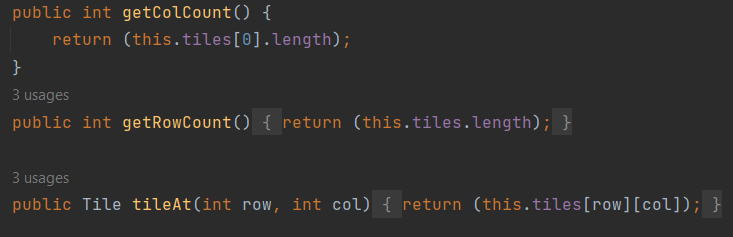 public int getColCount() {
return (this.tiles[0].length);
}
3 usages
public int getRowCount() { return (this.tiles.length); }
3 usages
public Tile tileAt(int row, int col) { return (this.tiles[row][col]); }